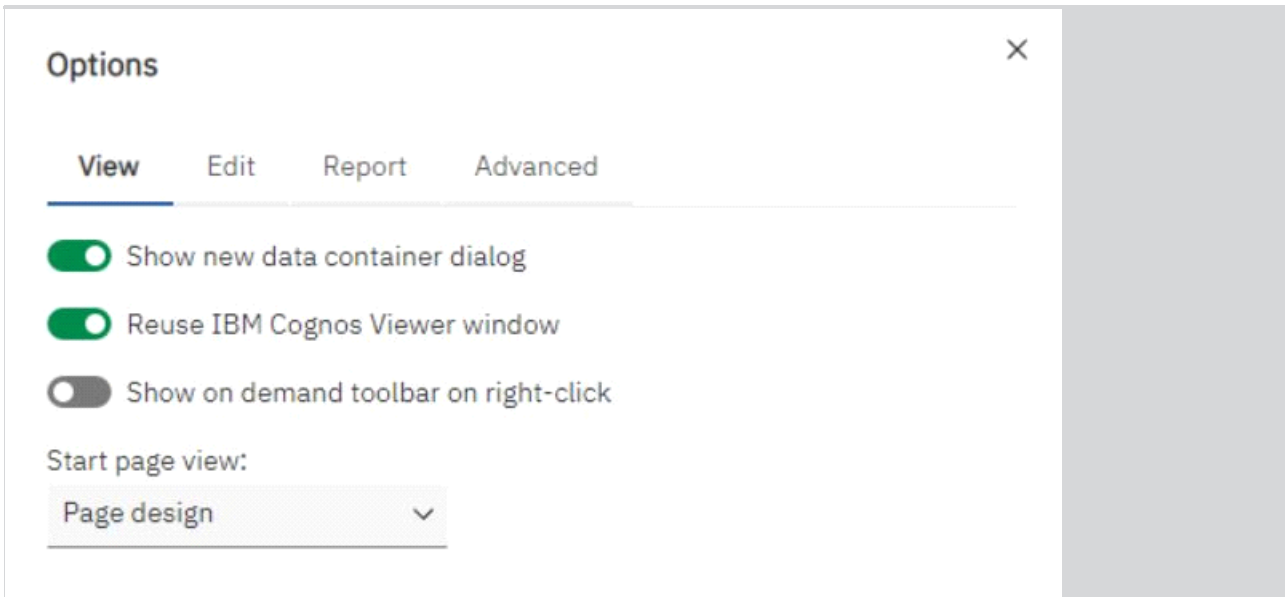 Options
View Edit Report Advanced
Show new data container dialog
Reuse IBM Cognos Viewer window
Show on demand toolbar on right-click
Start page view:
Page design